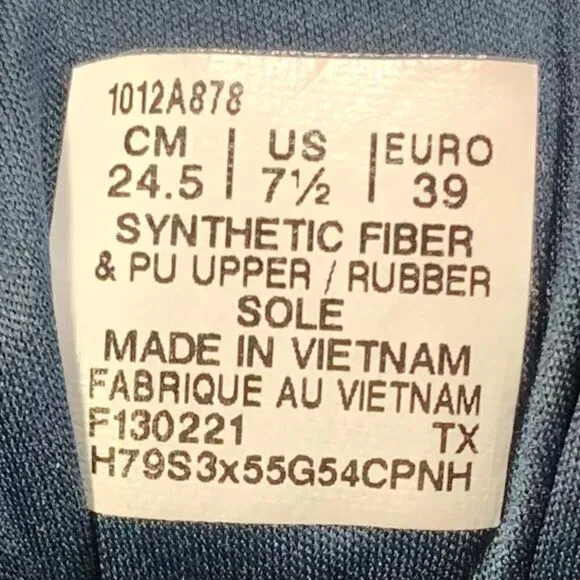 1012A878
CM | US | EURO
24.5 | 7½ | 39
SYNTHETIC FIBER
& PU UPPER / RUBBER
SOLE
MADE IN VIETNAM
FABRIQUE AU VIETNAM
F130221 TX
H79S3x55G54CPNH